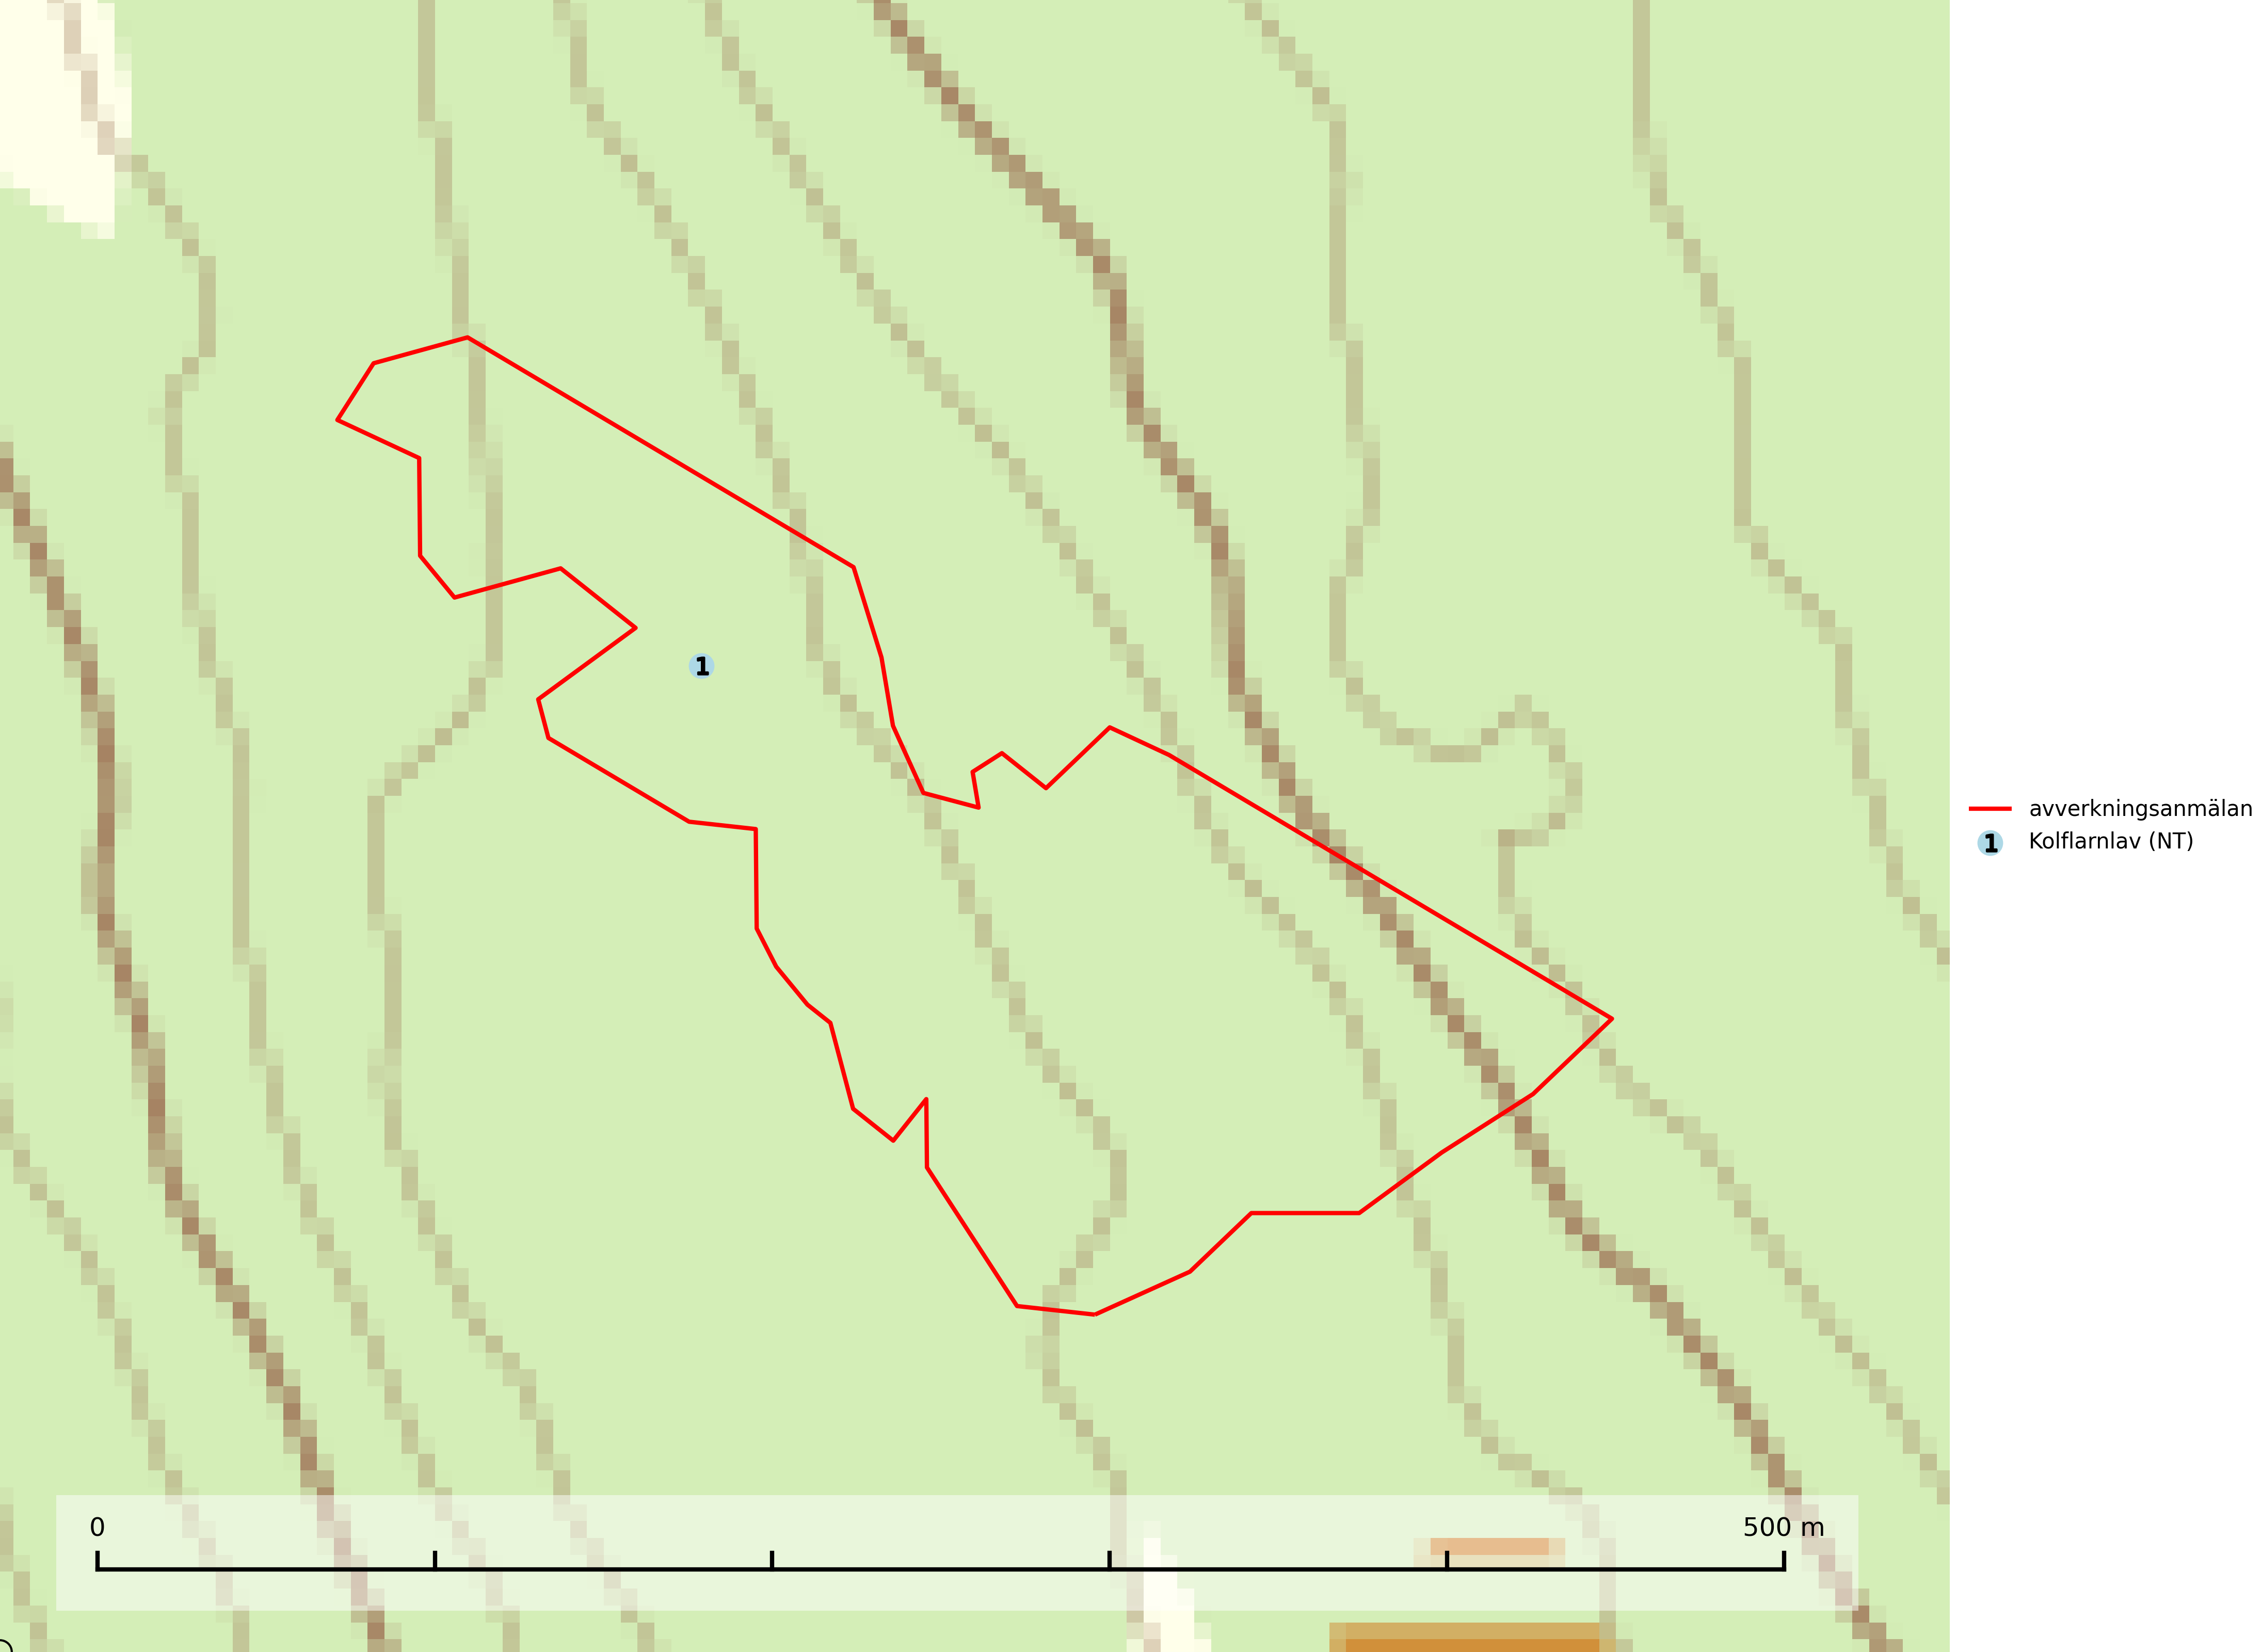 1
avverkningsanmälan
1 Kolflarnlav (NT)
0 500 m